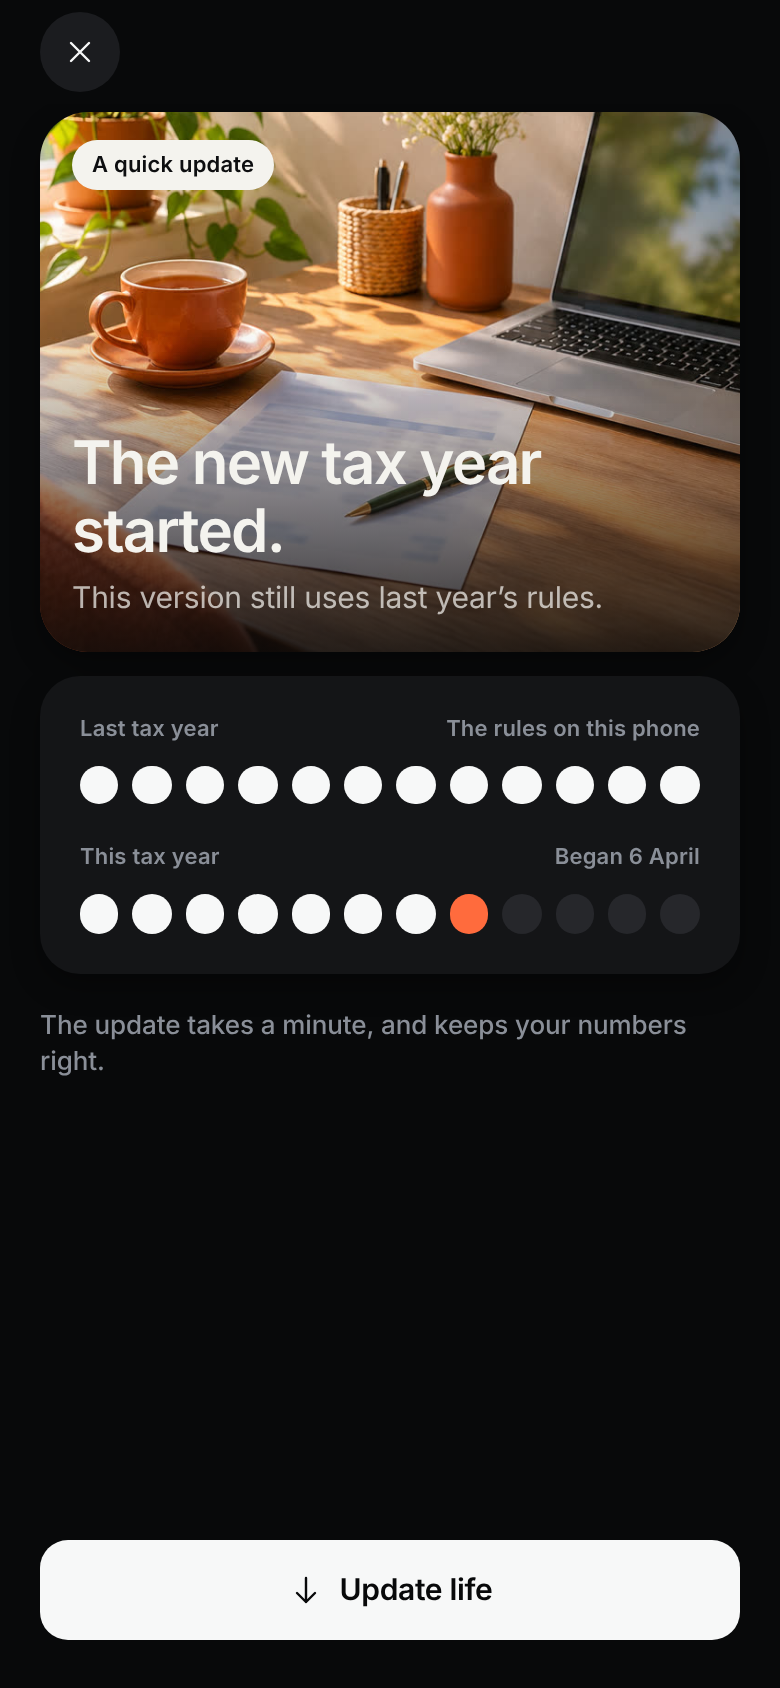 A quick update
The new tax year
started.
This version still uses last year’s rules.
Last tax year
The rules on this phone
This tax year
Began 6 April
The update takes a minute, and keeps your numbers
right.
Update life